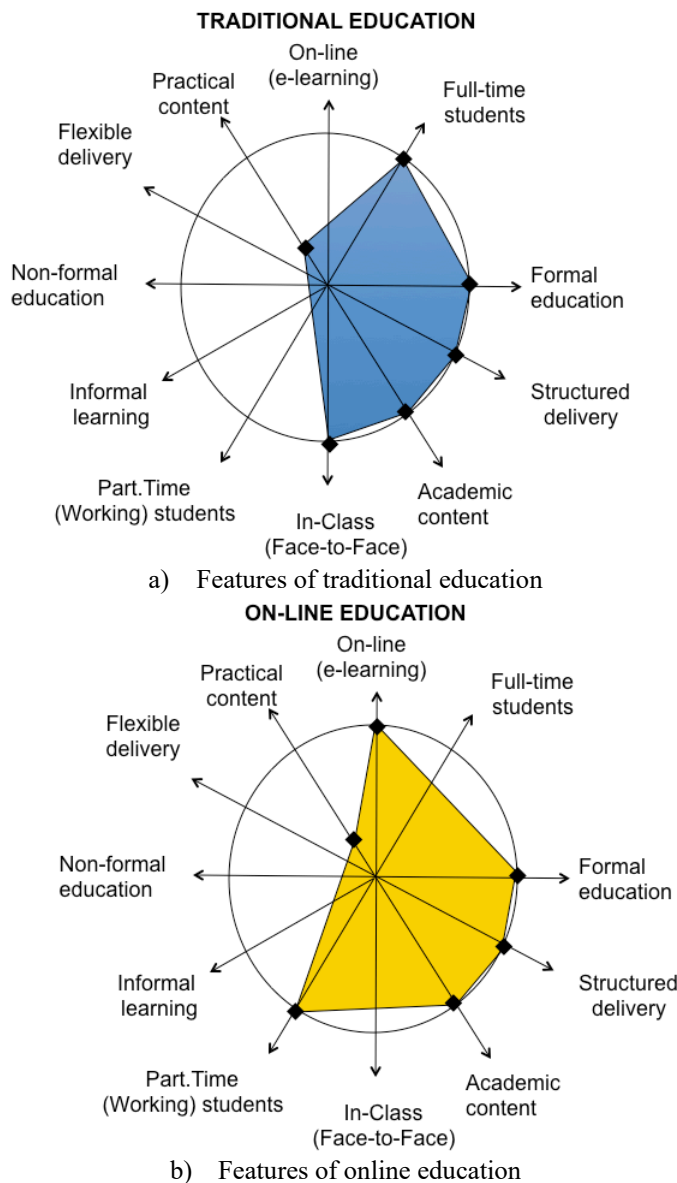 TRADITIONAL EDUCATION
On-line
(e-learning)
Practical
content
Full-time
students
Flexible
delivery
Non-formal
education
Formal
education
Informal
learning
Structured
delivery
Part.Time
(Working) students
Academic
content
In-Class
(Face-to-Face)
a) Features of traditional education
ON-LINE EDUCATION
On-line
(e-learning)
Practical
content
Full-time
students
Flexible
delivery
Non-formal
education
Formal
education
Informal
learning
Structured
delivery
Part.Time
(Working) students
Academic
content
In-Class
(Face-to-Face)
b) Features of online education